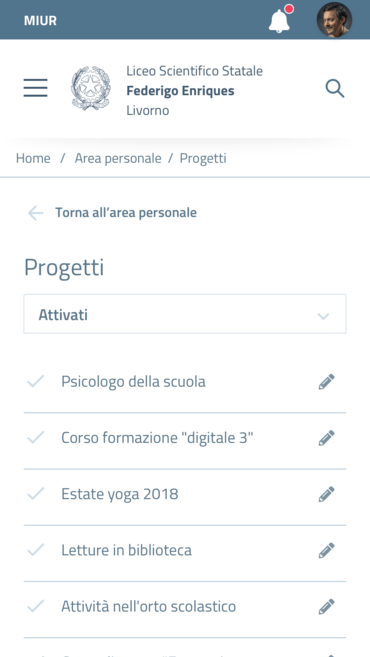 MIUR
Liceo Scientifico Statale
Federigo Enriques
Livorno
Home / Area personale / Progetti
Torna all'area personale
Progetti
Attivati
Psicologo della scuola
Corso formazione "digitale 3"
Estate yoga 2018
Letture in biblioteca
Attività nell'orto scolastico